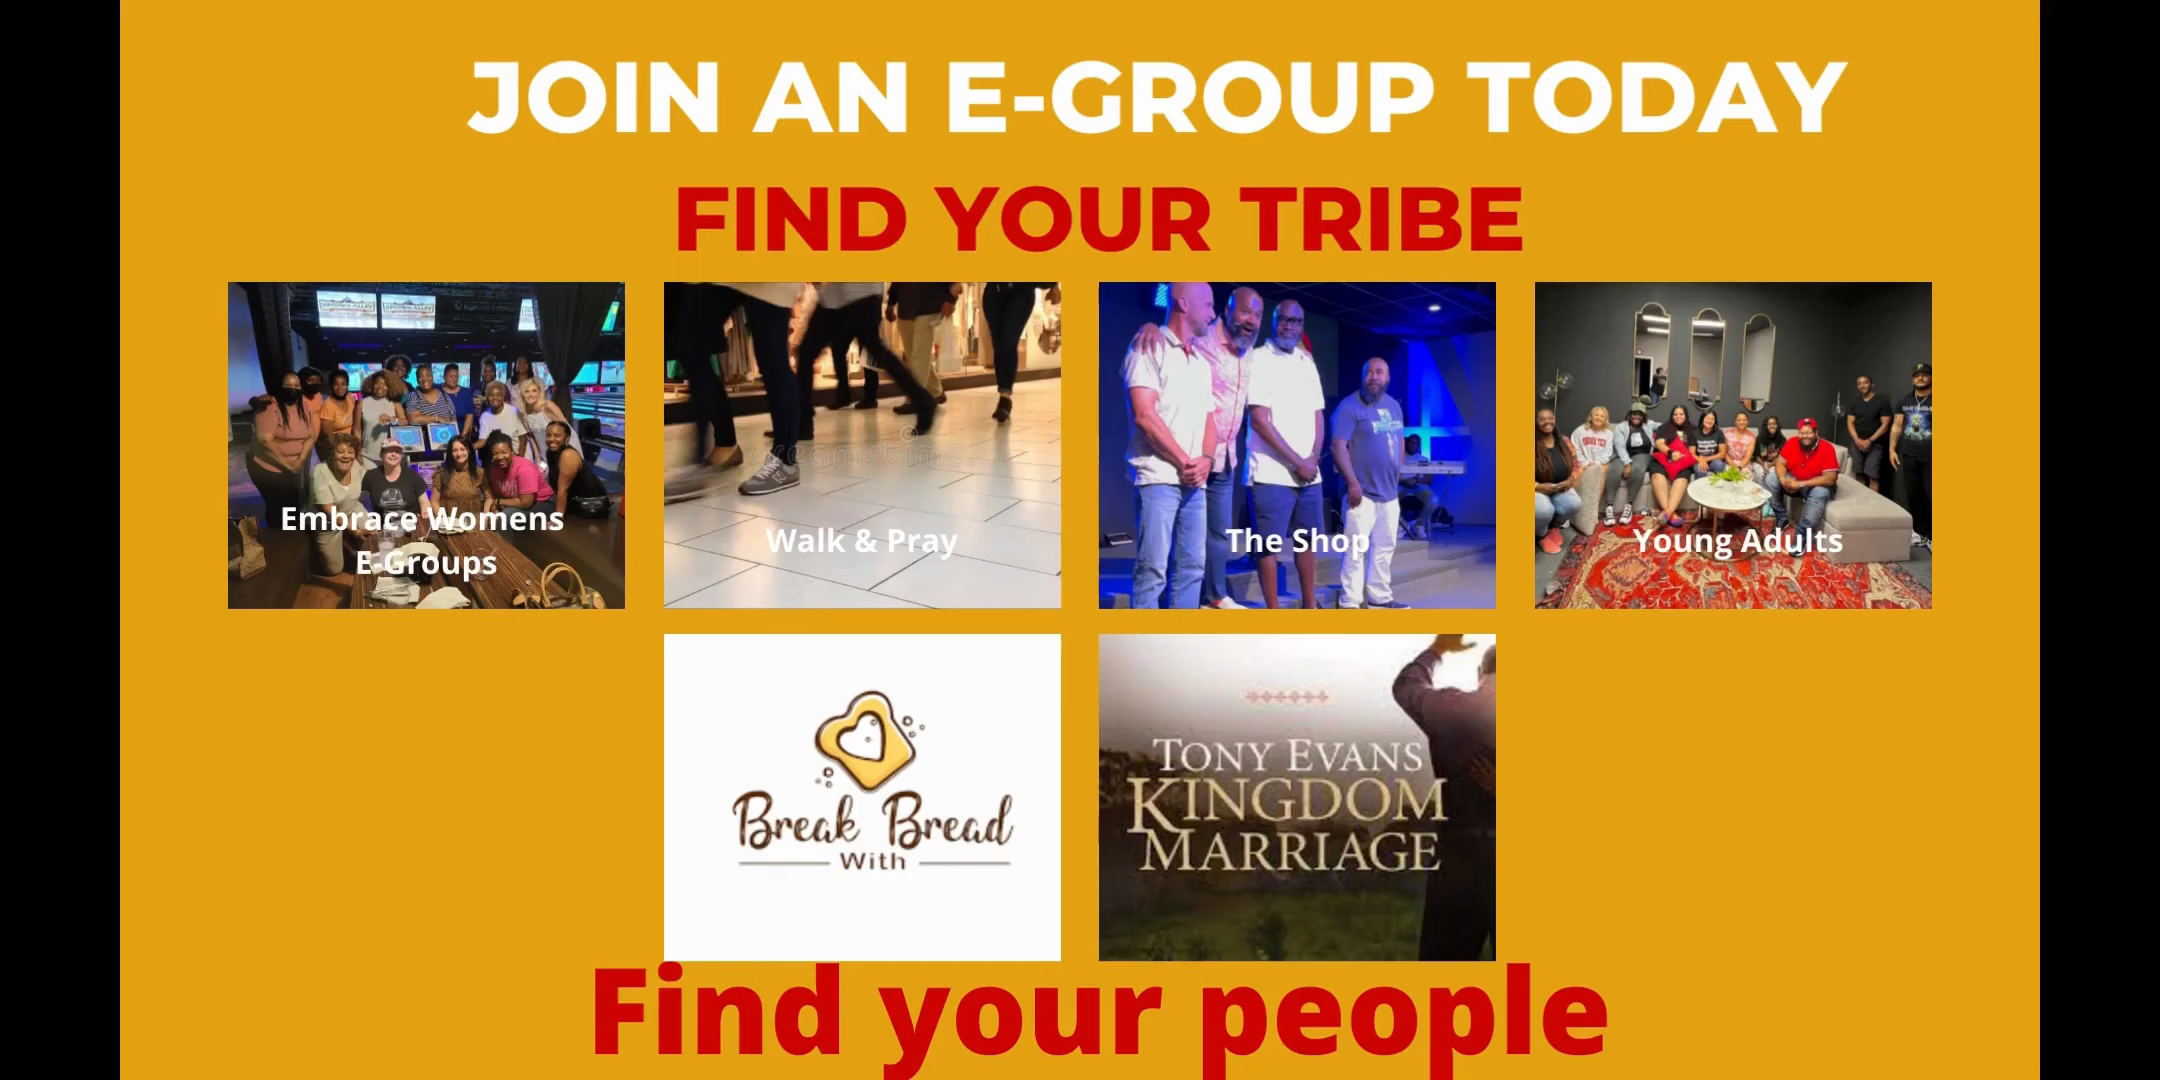 JOIN AN E-GROUP TODAY
FIND YOUR TRIBE
Embrace Womens
E-Groups
Walk & Pray
The Shop
Young Adults
Break Bread
With
TONY EVANS
KINGDOM
MARRIAGE
Find your people